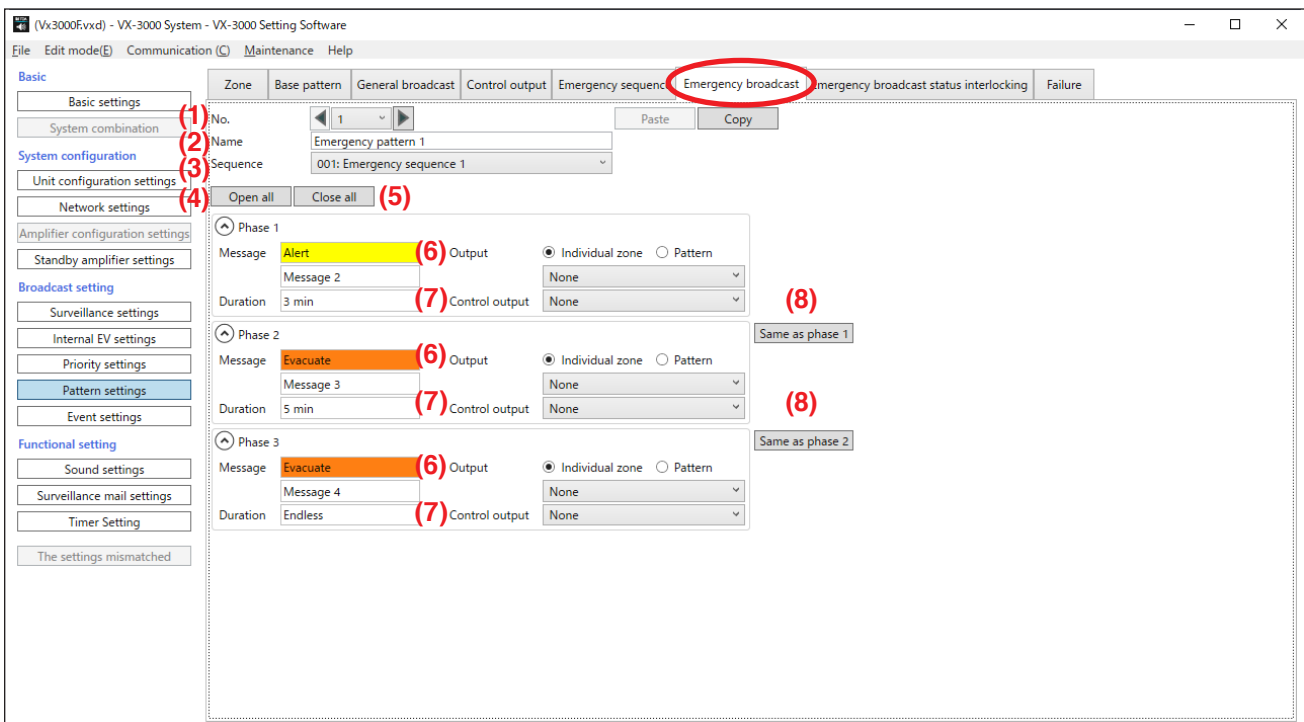 (Vx3000F.vxd) - VX-3000 System - VX-3000 Setting Software
File Edit mode(E) Communication (C) Maintenance Help
Basic
Basic settings
System combination
System configuration
Unit configuration settings
Network settings
Amplifier configuration settings
Standby amplifier settings
Broadcast setting
Surveillance settings
Internal EV settings
Priority settings
Pattern settings
Event settings
Functional setting
Sound settings
Surveillance mail settings
Timer Setting
The settings mismatched
Zone Base pattern General broadcast Control output Emergency sequence Emergency broadcast Emergency broadcast status interlocking Failure
(1) No. 1 Paste Copy
(2) Name Emergency pattern 1
(3) Sequence 001: Emergency sequence 1
(4) Open all Close all (5)
Phase 1
Message Alert (6) Output Individual zone Pattern
Message 2 None
Duration 3 min (7) Control output None
(8)
Phase 2 Same as phase 1
Message Evacuate (6) Output Individual zone Pattern
Message 3 None
Duration 5 min (7) Control output None
(8)
Phase 3 Same as phase 2
Message Evacuate (6) Output Individual zone Pattern
Message 4 None
Duration Endless (7) Control output None